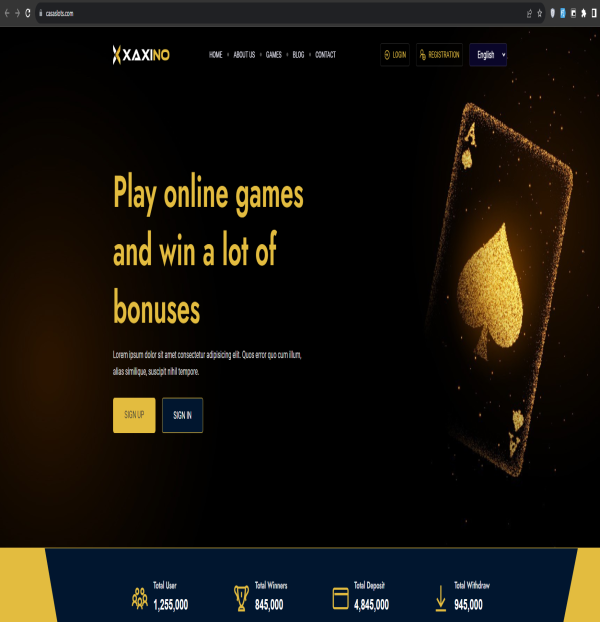 casaslots.com
XAXINO
HOME ABOUT US GAMES BLOG CONTACT
LOGIN
REGISTRATION
English
A
Play online games
and win a lot of
bonuses
Lorem ipsum dolor sit amet consectetur adipisicing elit. Quos error quo cum illum,
alias similique, suscipit nihil tempore.
SIGN UP
SIGN IN
A
Total User
1,255,000
Total Winners
845,000
Total Deposit
4,845,000
Total Withdraw
945,000